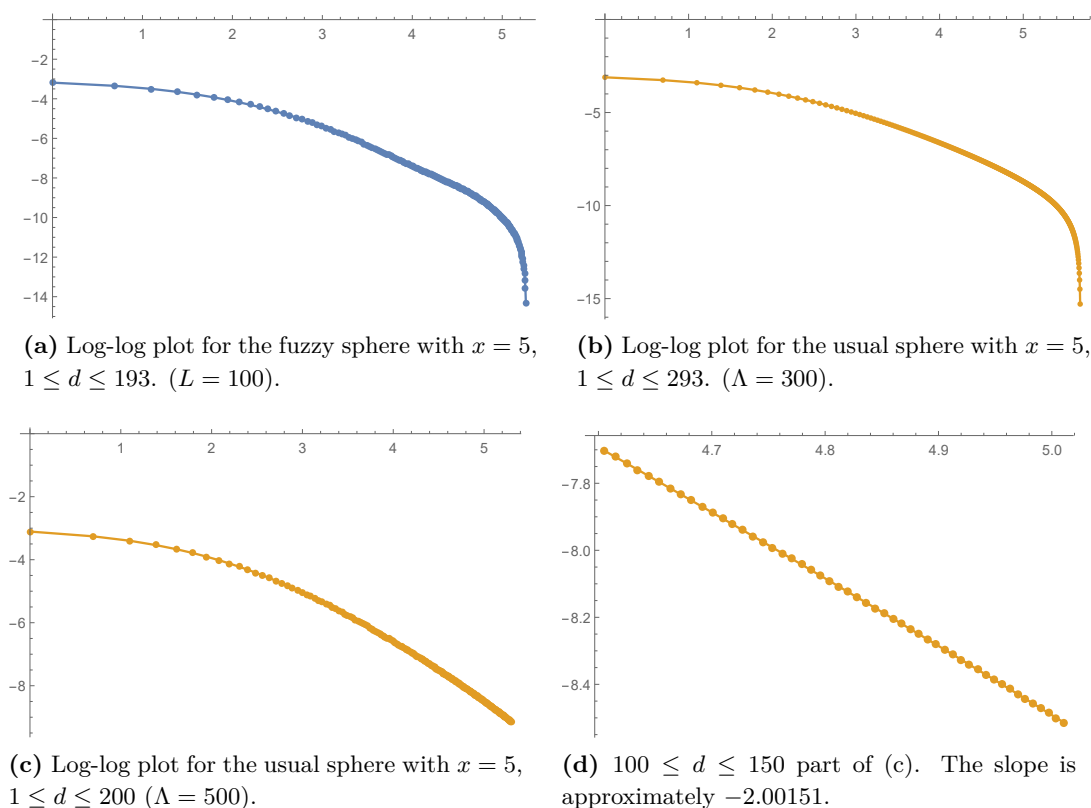 1 2 3 4 5
-2
-4
-6
-8
-10
-12
-14
(a) Log-log plot for the fuzzy sphere with x = 5,
1 ≤ d ≤ 193. (L = 100).
1 2 3 4 5
-5
-10
-15
(b) Log-log plot for the usual sphere with x = 5,
1 ≤ d ≤ 293. (Λ = 300).
1 2 3 4 5
-2
-4
-6
-8
(c) Log-log plot for the usual sphere with x = 5,
1 ≤ d ≤ 200 (Λ = 500).
4.7 4.8 4.9 5.0
-7.8
-8.0
-8.2
-8.4
(d) 100 ≤ d ≤ 150 part of (c). The slope is
approximately −2.00151.